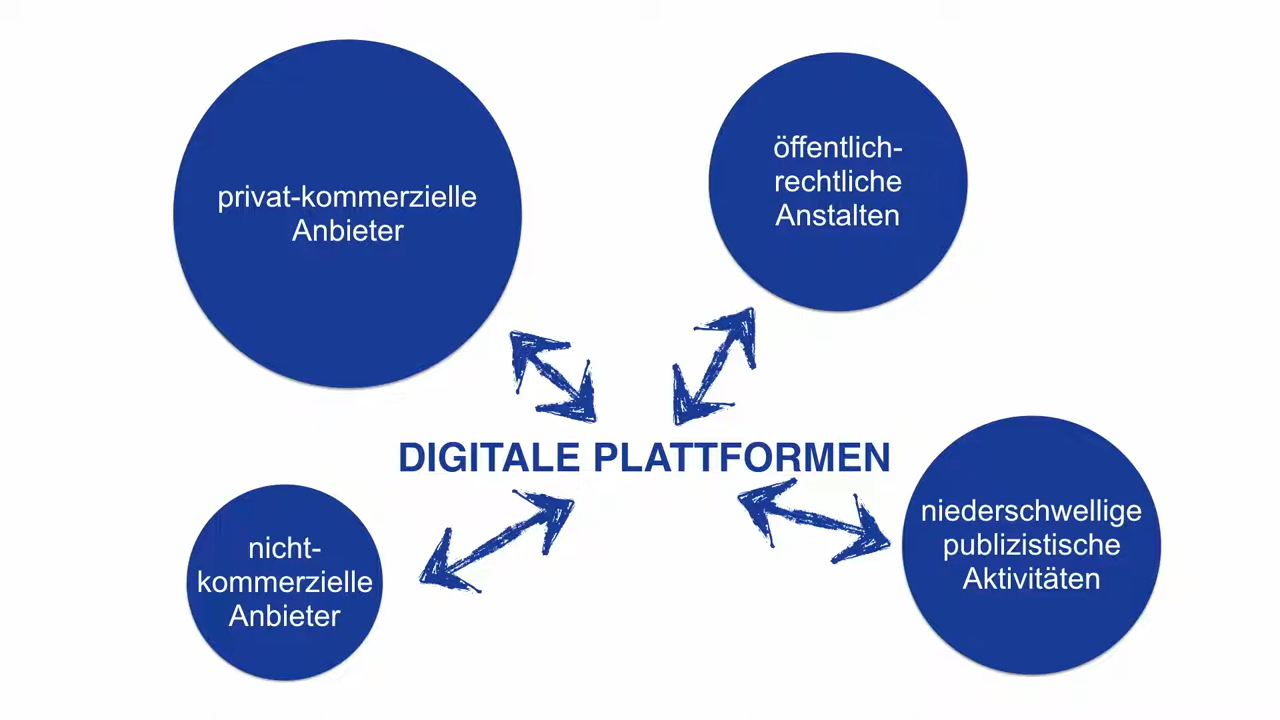 privat-kommerzielle
Anbieter
öffentlich-
rechtliche
Anstalten
DIGITALE PLATTFORMEN
nicht-
kommerzielle
Anbieter
niederschwellige
publizistische
Aktivitäten